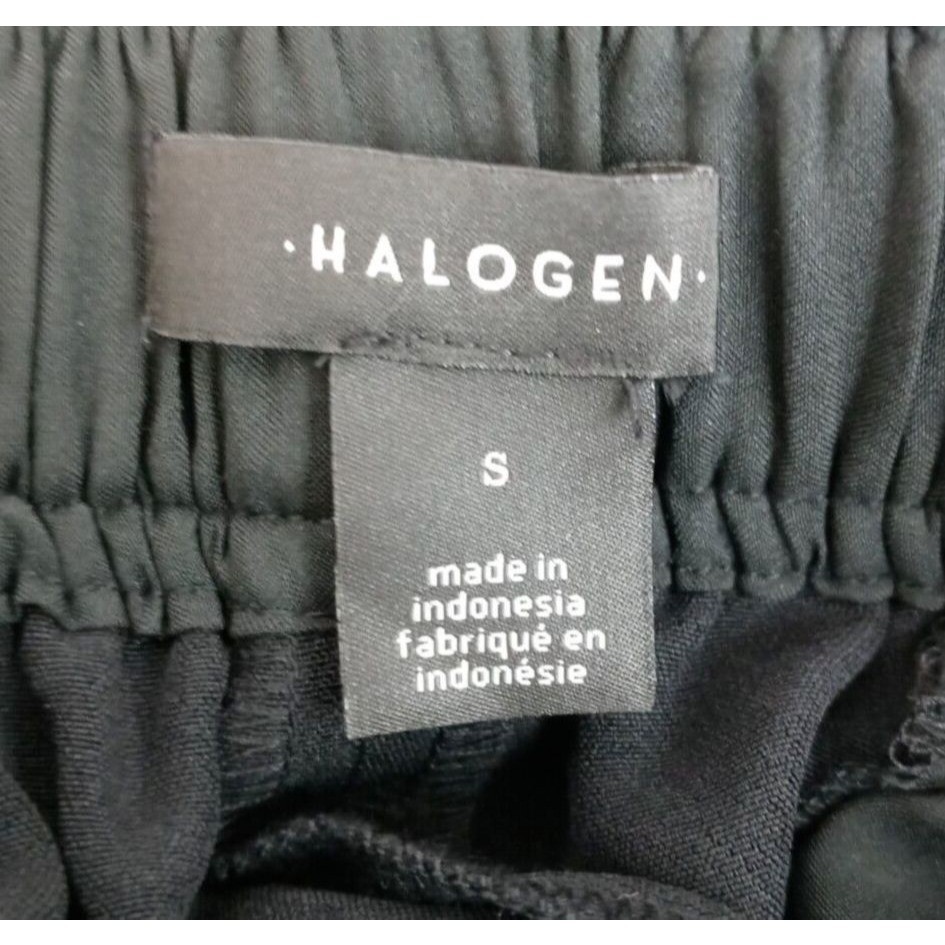 ·HALOGEN·
S
made in
indonesia
fabriqué en
indonésie